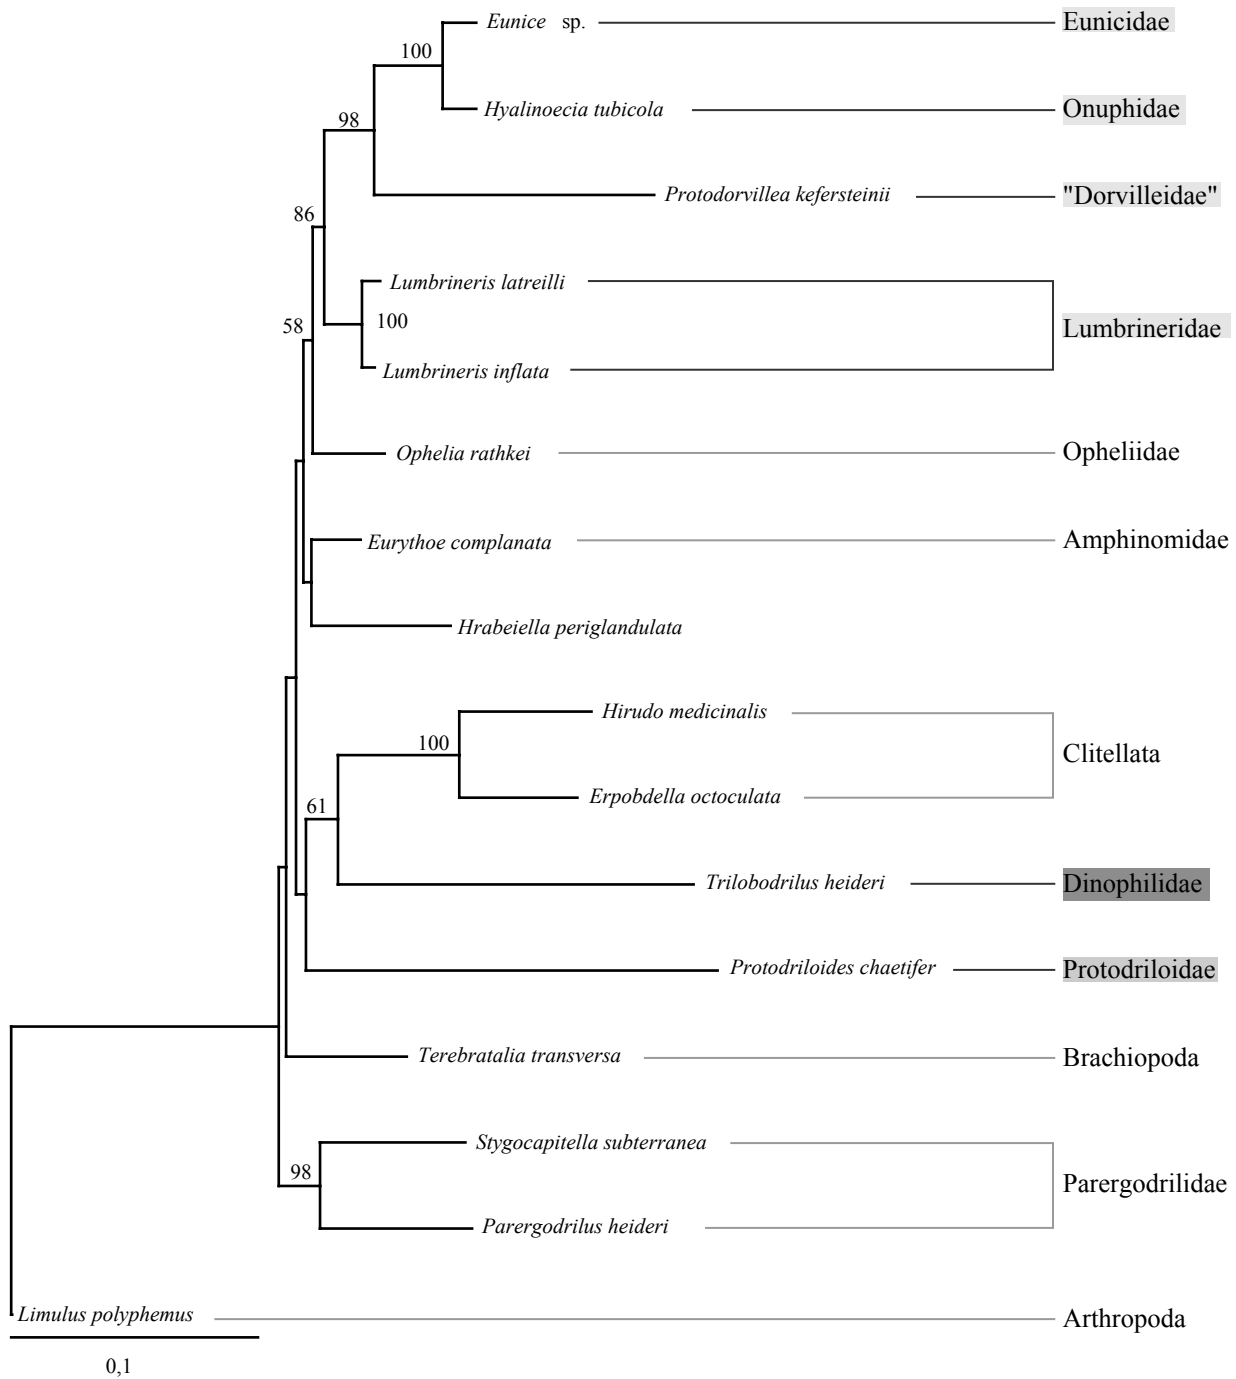 Eunice sp. Eunicidae
100
Hyalinoecia tubicola Onuphidae
98
Protodorvillea kefersteinii "Dorvilleidae"
86
Lumbrineris latreilli
100
58
Lumbrineridae
Lumbrineris inflata
Ophelia rathkei Opheliidae
Eurythoe complanata Amphinomidae
Hrabeiella periglandulata
Hirudo medicinalis
100
Clitellata
Erpobdella octoculata
61
Trilobodrilus heideri Dinophilidae
Protodriloides chaetifer Protodriloidae
Terebratalia transversa Brachiopoda
Stygocapitella subterranea
98
Parergodrilidae
Parergodrilus heideri
Limulus polyphemus Arthropoda
0,1